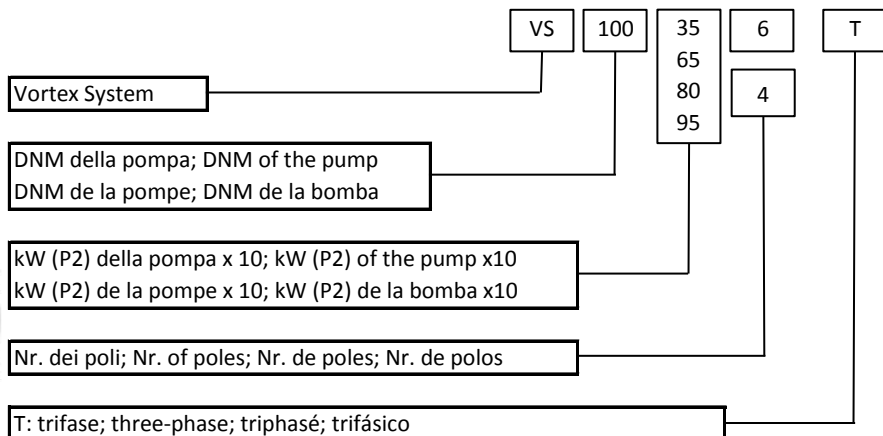 VS 100 35 6 T
65
80 4
95
Vortex System
DNM della pompa; DNM of the pump
DNM de la pompe; DNM de la bomba
kW (P2) della pompa x 10; kW (P2) of the pump x10
kW (P2) de la pompe x 10; kW (P2) de la bomba x10
Nr. dei poli; Nr. of poles; Nr. de poles; Nr. de polos
T: trifase; three-phase; triphasé; trifásico